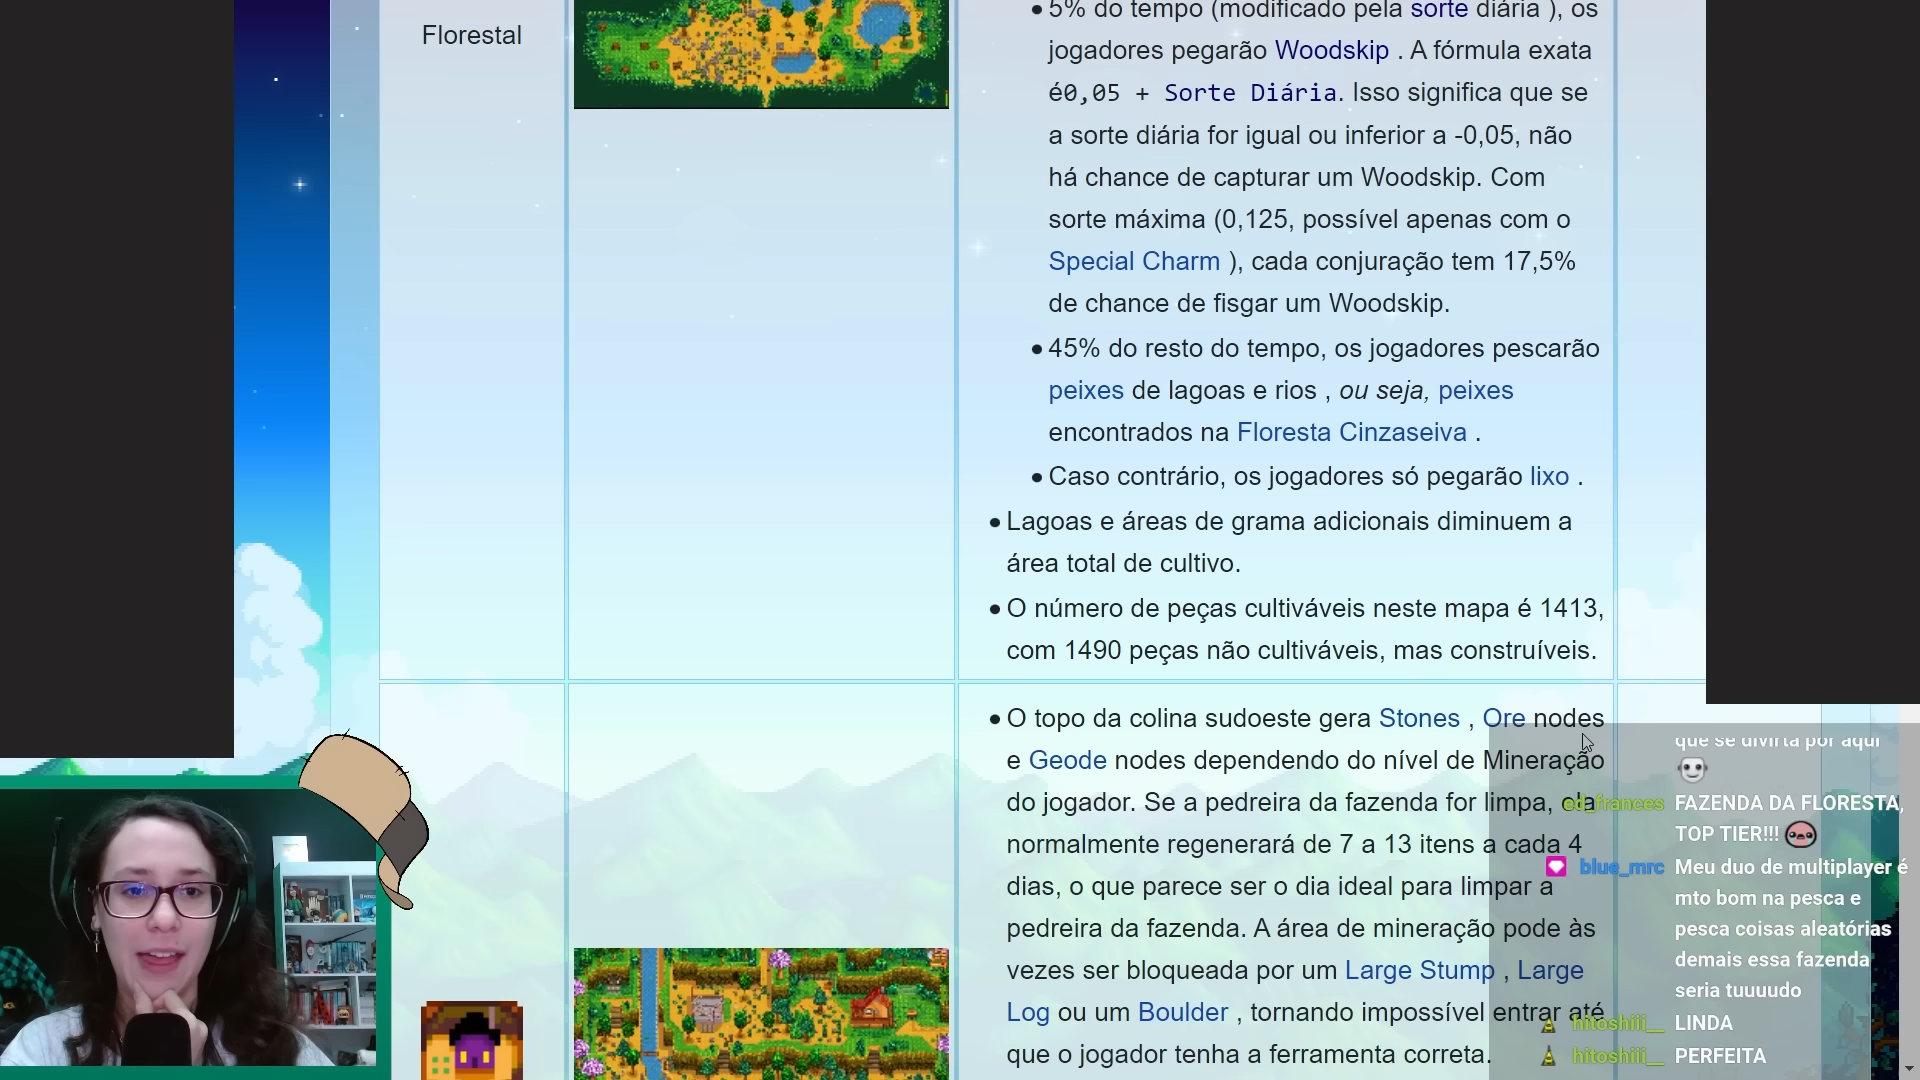 Florestal
5% do tempo (modificado pela sorte diária ), os
jogadores pegarão Woodskip . A fórmula exata
é0,05 + Sorte Diária. Isso significa que se
a sorte diária for igual ou inferior a -0,05, não
há chance de capturar um Woodskip. Com
sorte máxima (0,125, possível apenas com o
Special Charm ), cada conjuração tem 17,5%
de chance de fisgar um Woodskip.
45% do resto do tempo, os jogadores pescarão
peixes de lagoas e rios , ou seja, peixes
encontrados na Floresta Cinzaseiva .
Caso contrário, os jogadores só pegarão lixo .
Lagoas e áreas de grama adicionais diminuem a
área total de cultivo.
O número de peças cultiváveis neste mapa é 1413,
com 1490 peças não cultiváveis, mas construíveis.
O topo da colina sudoeste gera Stones , Ore nodes
e Geode nodes dependendo do nível de Mineração
do jogador. Se a pedreira da fazenda for limpa, ela
normalmente regenerará de 7 a 13 itens a cada 4
dias, o que parece ser o dia ideal para limpar a
pedreira da fazenda. A área de mineração pode às
vezes ser bloqueada por um Large Stump , Large
Log ou um Boulder , tornando impossível entrar até
que o jogador tenha a ferramenta correta.
que se divirta por aqui
ed_frances FAZENDA DA FLORESTA,
TOP TIER!!!
blue_mrc Meu duo de multiplayer é
mto bom na pesca e
pesca coisas aleatórias
demais essa fazenda
seria tuuuudo
hitoshiii__ LINDA
hitoshiii__ PERFEITA